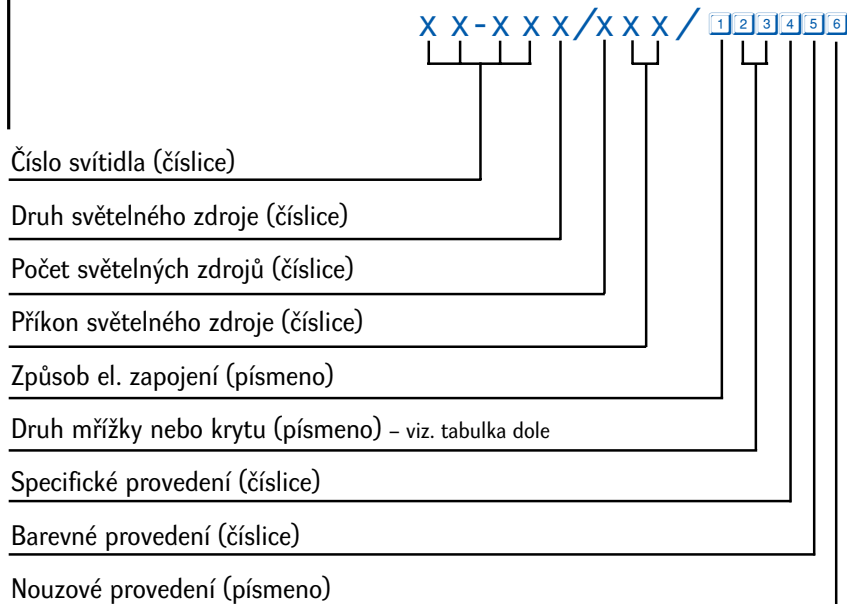 x x - x x x / x x x / 1 2 3 4 5 6
Číslo svítidla (číslice)
Druh světelného zdroje (číslice)
Počet světelných zdrojů (číslice)
Příkon světelného zdroje (číslice)
Způsob el. zapojení (písmeno)
Druh mřížky nebo krytu (písmeno) – viz. tabulka dole
Specifické provedení (číslice)
Barevné provedení (číslice)
Nouzové provedení (písmeno)